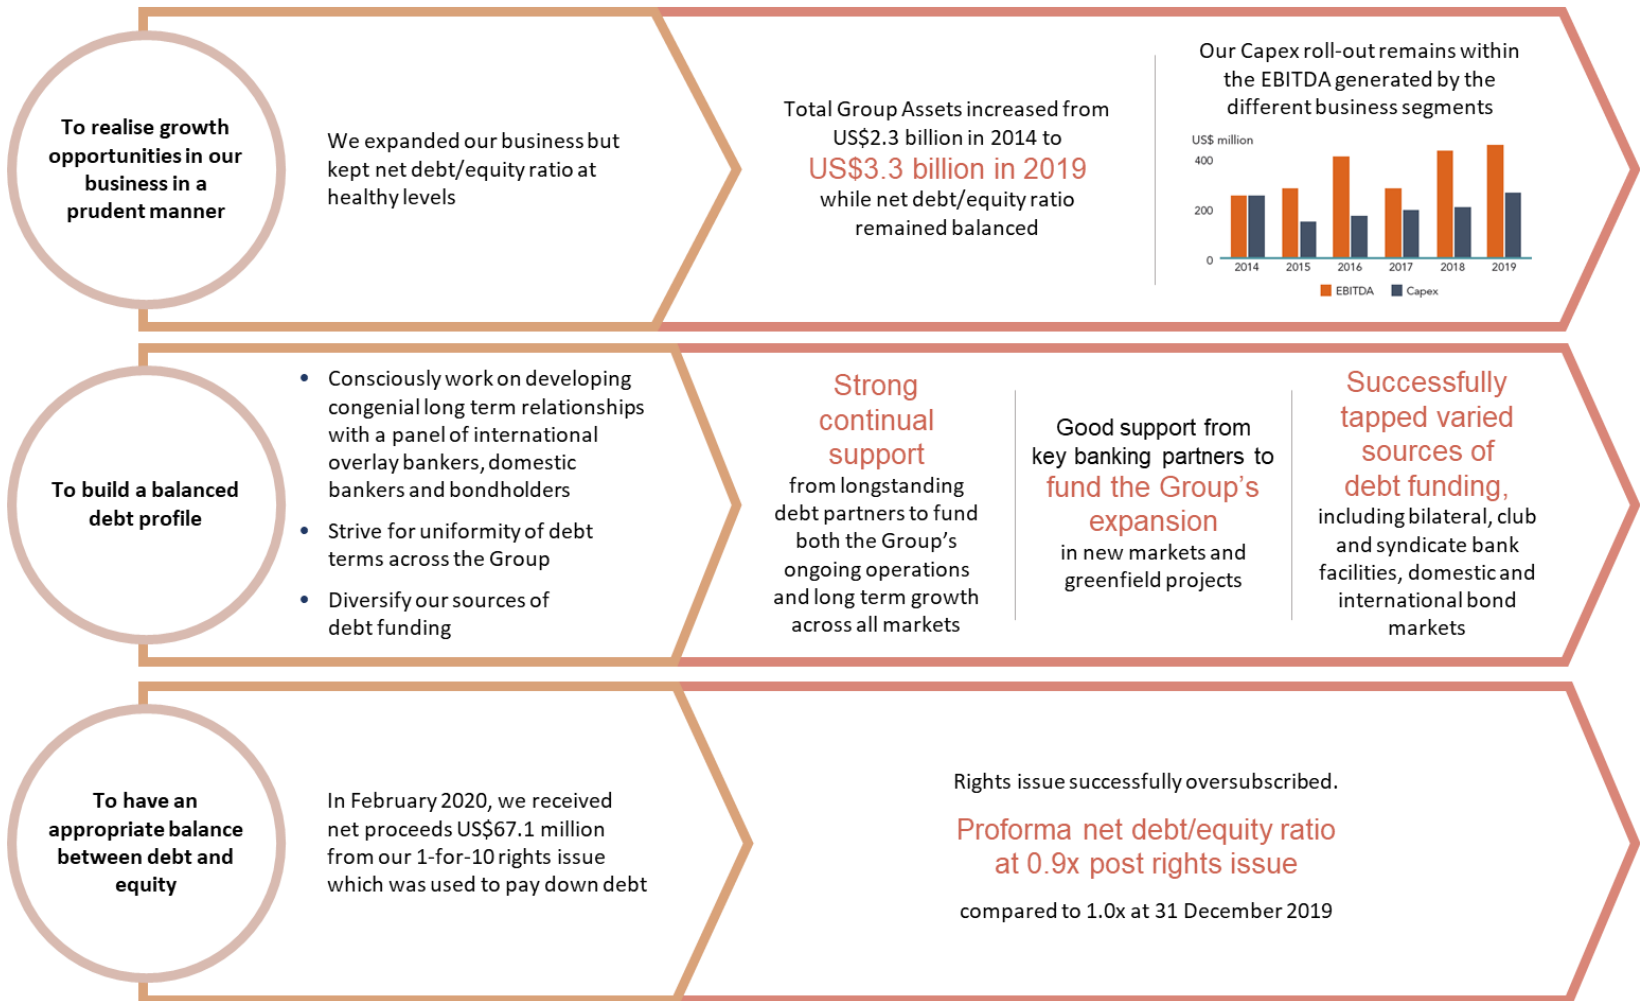 To realise growth
opportunities in our
business in a
prudent manner
We expanded our business but
kept net debt/equity ratio at
healthy levels
Total Group Assets increased from
US$2.3 billion in 2014 to
US$3.3 billion in 2019
while net debt/equity ratio
remained balanced
Our Capex roll-out remains within
the EBITDA generated by the
different business segments
US$ million
400
200
0
2014 2015 2016 2017 2018 2019
EBITDA Capex
To build a balanced
debt profile
• Consciously work on developing
congenial long term relationships
with a panel of international
overlay bankers, domestic
bankers and bondholders
• Strive for uniformity of debt
terms across the Group
• Diversify our sources of
debt funding
Strong
continual
support
from longstanding
debt partners to fund
both the Group’s
ongoing operations
and long term growth
across all markets
Good support from
key banking partners to
fund the Group’s
expansion
in new markets and
greenfield projects
Successfully
tapped varied
sources of
debt funding,
including bilateral, club
and syndicate bank
facilities, domestic and
international bond
markets
To have an
appropriate balance
between debt and
equity
In February 2020, we received
net proceeds US$67.1 million
from our 1-for-10 rights issue
which was used to pay down debt
Rights issue successfully oversubscribed.
Proforma net debt/equity ratio
at 0.9x post rights issue
compared to 1.0x at 31 December 2019